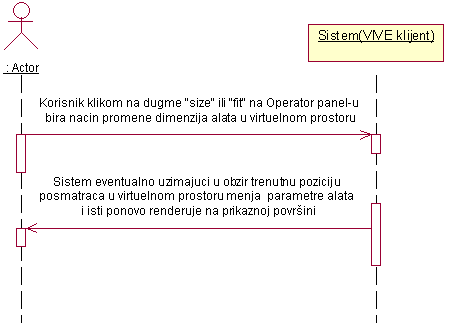 Sistem(VIVE klijent)
: Actor
Korisnik klikom na dugme "size" ili "fit" na Operator panel-u
bira nacin promene dimenzija alata u virtuelnom prostoru
Sistem eventualno uzimajuci u obzir trenutnu poziciju
posmatraca u virtuelnom prostoru menja parametre alata
i isti ponovo renderuje na prikaznoj površini